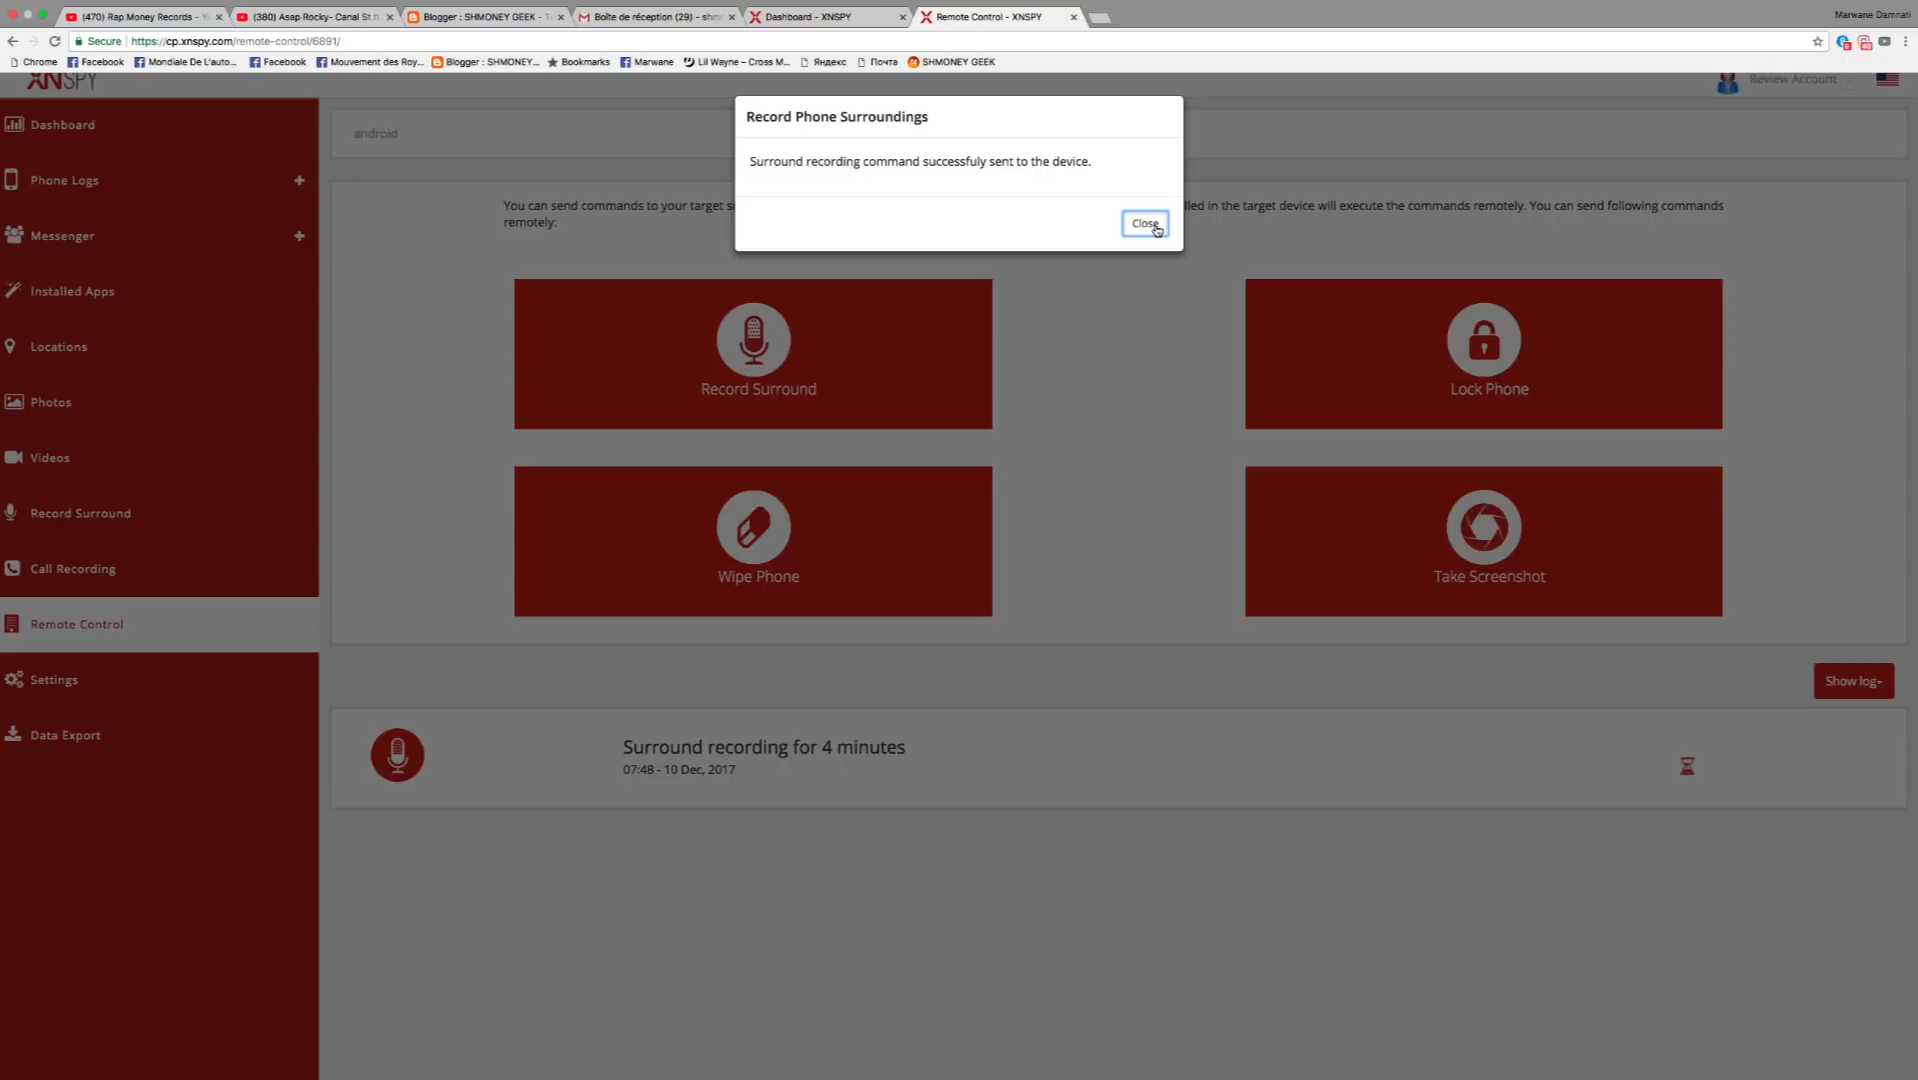 (470) Rap Money Records - Y
(380) Asap Rocky- Canal St f
Blogger : SHMONEY GEEK - T
Boîte de réception (29) - shm
Dashboard - XNSPY
Remote Control - XNSPY
Marwane Damnati
Secure
https://cp.xnspy.com/remote-control/6891/
Chrome
Facebook
Mondiale De L'auto...
Facebook
Mouvement des Roy...
Blogger : SHMONEY...
Bookmarks
Marwane
Lil Wayne – Cross M...
Яндекс
Почта
SHMONEY GEEK
XNSPY
Review Account
Dashboard
Phone Logs
Messenger
Installed Apps
Locations
Photos
Videos
Record Surround
Call Recording
Remote Control
Settings
Data Export
android
Record Phone Surroundings
Surround recording command successfuly sent to the device.
Close
You can send commands to your target s
lled in the target device will execute the commands remotely. You can send following commands
remotely:
Record Surround
Lock Phone
Wipe Phone
Take Screenshot
Show log
Surround recording for 4 minutes
07:48 - 10 Dec, 2017